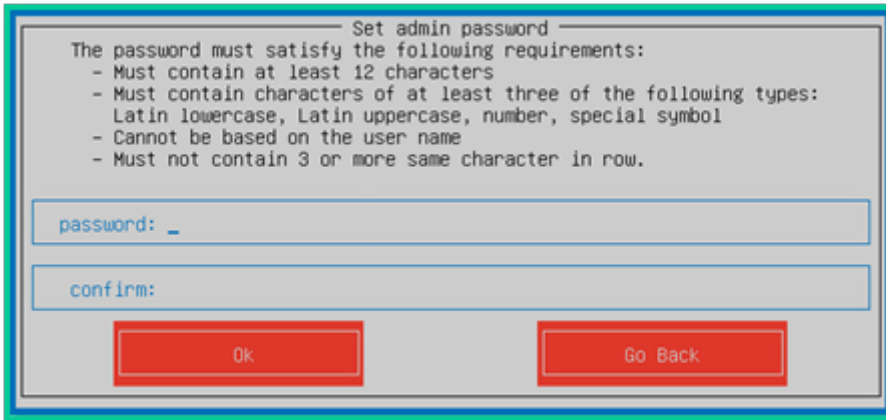 Set admin password
The password must satisfy the following requirements:
- Must contain at least 12 characters
- Must contain characters of at least three of the following types:
Latin lowercase, Latin uppercase, number, special symbol
- Cannot be based on the user name
- Must not contain 3 or more same character in row.
password: _
confirm:
Ok
Go Back